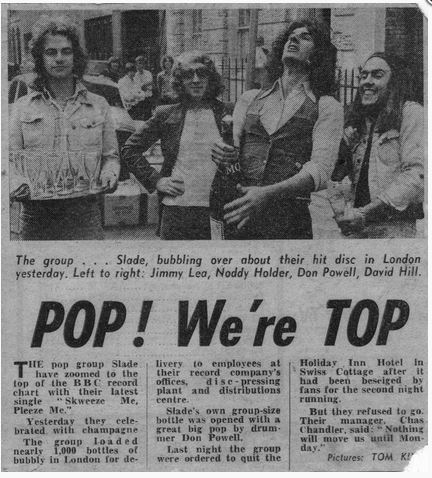 MO
The group . . . Slade, bubbling over about their hit disc in London
yesterday. Left to right: Jimmy Lea, Noddy Holder, Don Powell, David Hill.
POP! We're TOP
THE pop group Slade
have zoomed to the
top of the BBC record
chart with their latest
single "Skweeze Me,
Pleeze Me."
Yesterday they cele-
brated with champagne
The group loaded
nearly 1,000 bottles of
bubbly in London for de-
livery to employees at
their record company's
offices, disc-pressing
plant and distributions
centre.
Slade's own group-size
bottle was opened with a
great big pop by drum-
mer Don Powell.
Last night the group
were ordered to quit the
Holiday Inn Hotel in
Swiss Cottage after it
had been beseiged by
fans for the second night
running.
But they refused to go.
Their manager, Chas
Chandler, said: "Nothing
will move us until Mon-
day."
Pictures: TOM